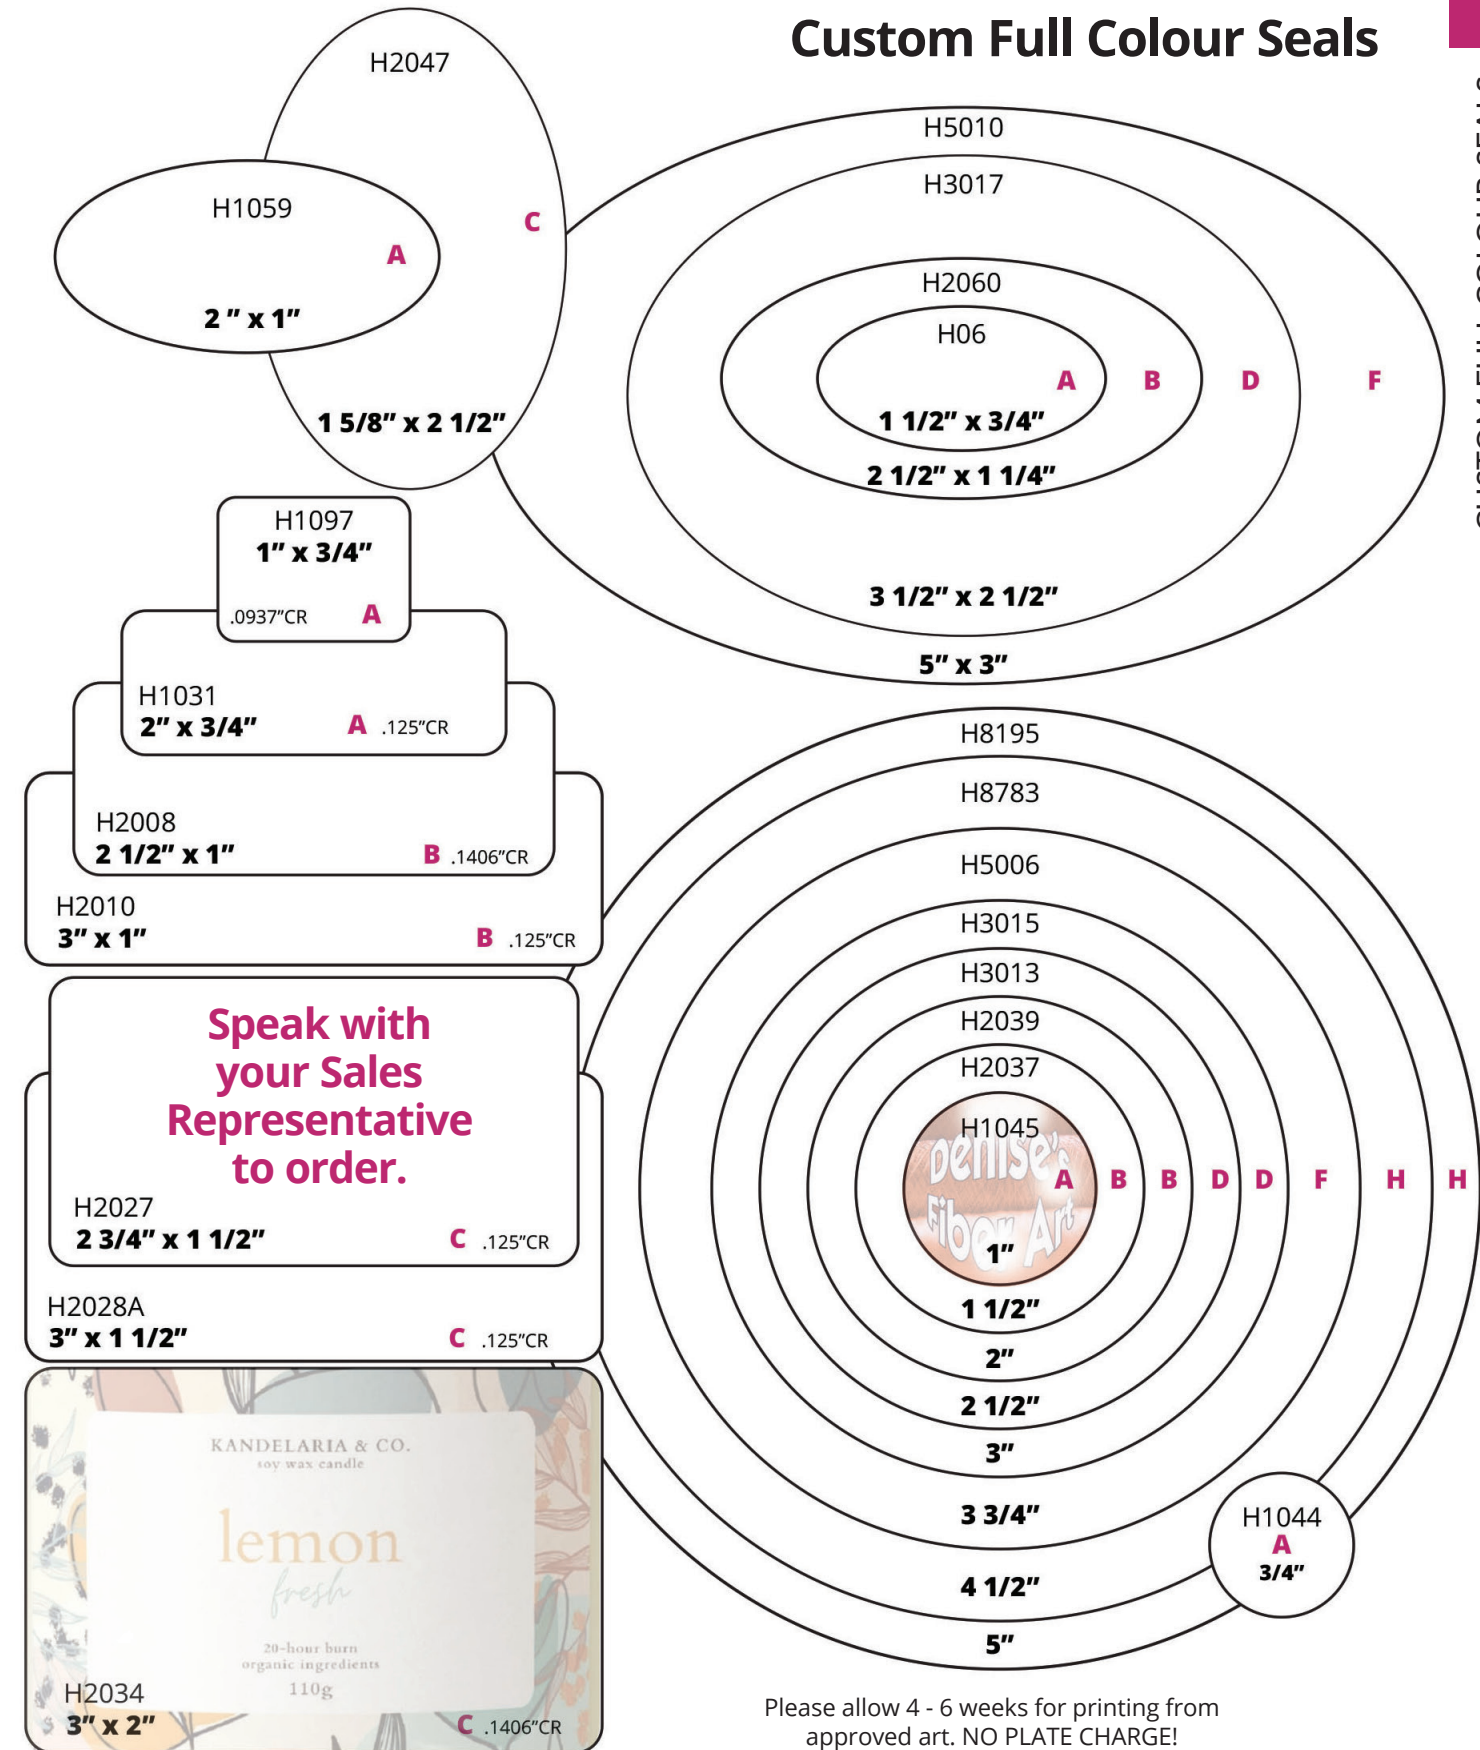 Custom Full Colour Seals
CUSTOM FULL COLOUR SEALS
H2047
C
1 5/8” x 2 1/2”
H1059
A
2 ” x 1”
H5010
H3017
H2060
H06
A B D F
1 1/2” x 3/4”
2 1/2” x 1 1/4”
3 1/2” x 2 1/2”
5” x 3”
H1097
1” x 3/4”
.0937”CR A
H1031
2” x 3/4” A .125”CR
H2008
2 1/2” x 1” B .1406”CR
H2010
3” x 1” B .125”CR
Speak with
your Sales
Representative
to order.
H2027
2 3/4” x 1 1/2” C .125”CR
H2028A
3” x 1 1/2” C .125”CR
KANDELARIA & CO.
soy wax candle
lemon
fresh
20-hour burn
organic ingredients
110g
H2034
3” x 2” C .1406”CR
H8195
H8783
H5006
H3015
H3013
H2039
H2037
H1045
Denise's
Fiber Art
A B B D D F H H
1”
1 1/2”
2”
2 1/2”
3”
3 3/4”
4 1/2”
5”
H1044
A
3/4”
Please allow 4 - 6 weeks for printing from
approved art. NO PLATE CHARGE!